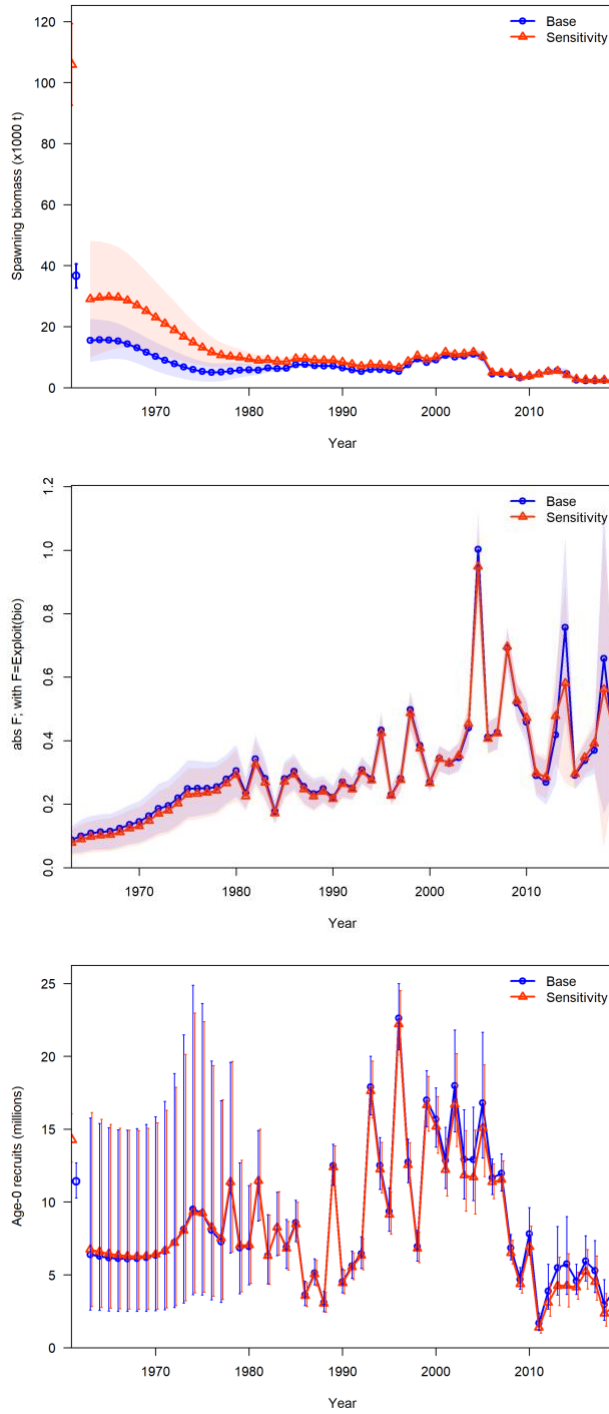 Base
Sensitivity
Spawning biomass (x1000 t)
120
100
80
60
40
20
0
1970 1980 1990 2000 2010
Year
Base
Sensitivity
abs F; with F=Exploit(bio)
1.2
1.0
0.8
0.6
0.4
0.2
0.0
1970 1980 1990 2000 2010
Year
Base
Sensitivity
Age-0 recruits (millions)
25
20
15
10
5
0
1970 1980 1990 2000 2010
Year